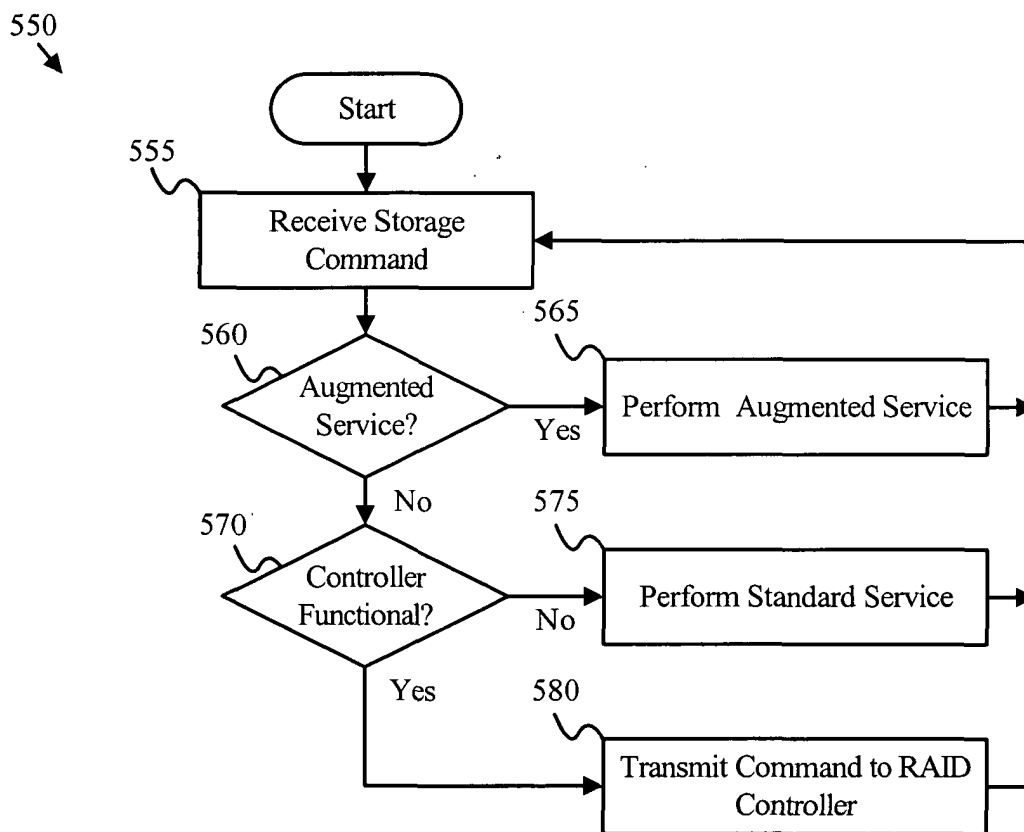 550
Start
555
Receive Storage
Command
560
Augmented
Service?
Yes
565
Perform Augmented Service
No
570
Controller
Functional?
No
575
Perform Standard Service
Yes
580
Transmit Command to RAID
Controller